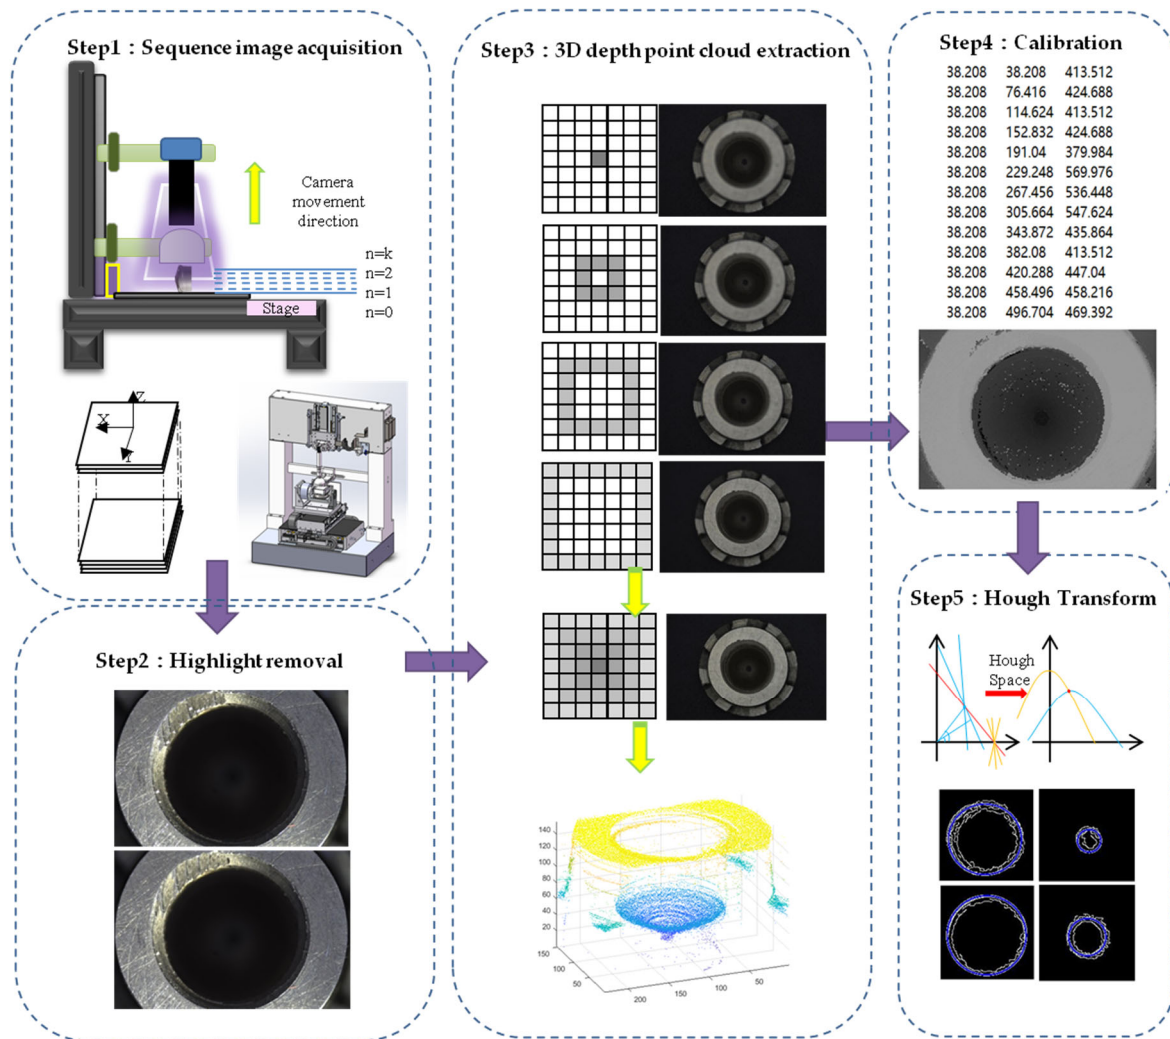 Step1：Sequence image acquisition
Camera
movement
direction
n=k
n=2
n=1
n=0
Stage
Z
X
Y
Step2：Highlight removal
Step3：3D depth point cloud extraction
140
120
100
80
60
40
20
150
100
50
200
150
100
50
Step4：Calibration
38.208 38.208 413.512
38.208 76.416 424.688
38.208 114.624 413.512
38.208 152.832 424.688
38.208 191.04 379.984
38.208 229.248 569.976
38.208 267.456 536.448
38.208 305.664 547.624
38.208 343.872 435.864
38.208 382.08 413.512
38.208 420.288 447.04
38.208 458.496 458.216
38.208 496.704 469.392
Step5：Hough Transform
Hough
Space